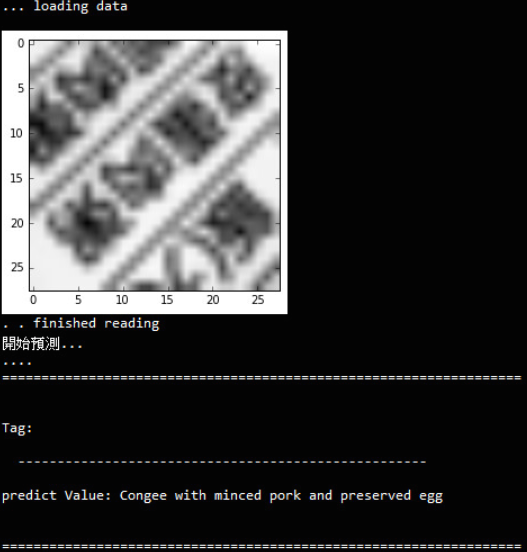 ... loading data
0
5
10
15
20
25
0 5 10 15 20 25
. . finished reading
開始預測...
....
==================================================================
Tag:
----------------------------------------------------
predict Value: Congee with minced pork and preserved egg
==================================================================